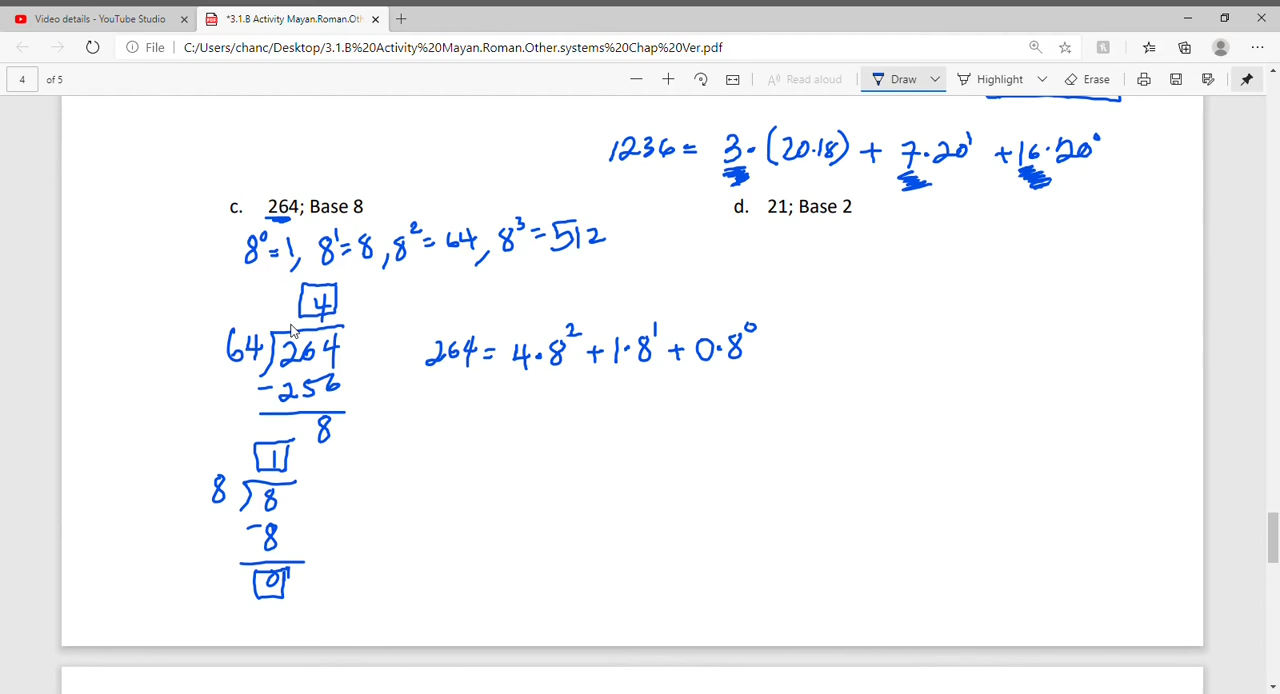 Video details - YouTube Studio
*3.1.B Activity Mayan.Roman.Oth
File
C:/Users/chanc/Desktop/3.1.B%20Activity%20Mayan.Roman.Other.systems%20Chap%20Ver.pdf
4 of 5
Read aloud
Draw
Highlight
Erase
1236 = 3 · (20·18) + 7·20¹ + 16·20⁰
c. 264; Base 8
d. 21; Base 2
8⁰=1, 8¹=8, 8²=64, 8³=512
4
64)264
264 = 4·8² + 1·8¹ + 0·8⁰
-256
8
1
8)8
-8
0